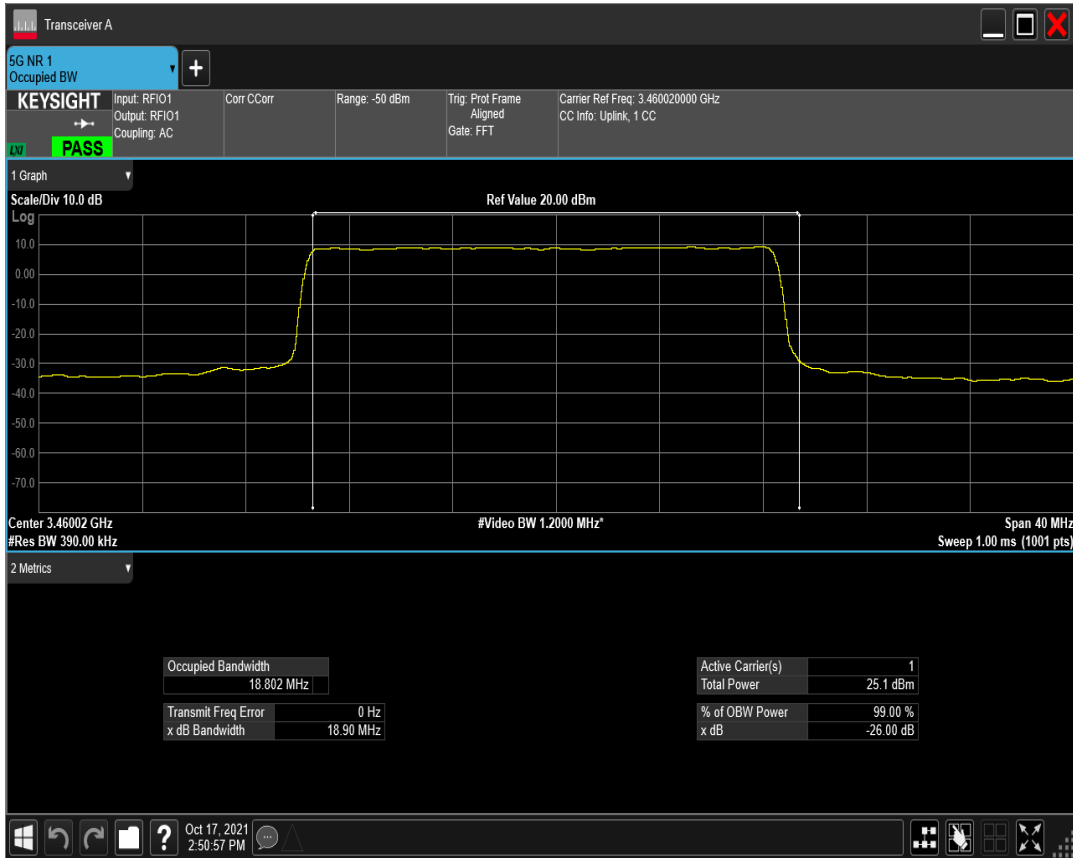 Transceiver A
5G NR 1
Occupied BW
+
KEYSIGHT
LXI
PASS
Input: RFIO1
Output: RFIO1
Coupling: AC
Corr CCorr
Range: -50 dBm
Trig: Prot Frame
Aligned
Gate: FFT
Carrier Ref Freq: 3.460020000 GHz
CC Info: Uplink, 1 CC
1 Graph
Scale/Div 10.0 dB
Ref Value 20.00 dBm
Log
10.0
0.00
-10.0
-20.0
-30.0
-40.0
-50.0
-60.0
-70.0
Center 3.46002 GHz
#Video BW 1.2000 MHz*
Span 40 MHz
#Res BW 390.00 kHz
Sweep 1.00 ms (1001 pts)
2 Metrics
Occupied Bandwidth
18.802 MHz
Transmit Freq Error 0 Hz
x dB Bandwidth 18.90 MHz
Active Carrier(s) 1
Total Power 25.1 dBm
% of OBW Power 99.00 %
x dB -26.00 dB
?
Oct 17, 2021
2:50:57 PM